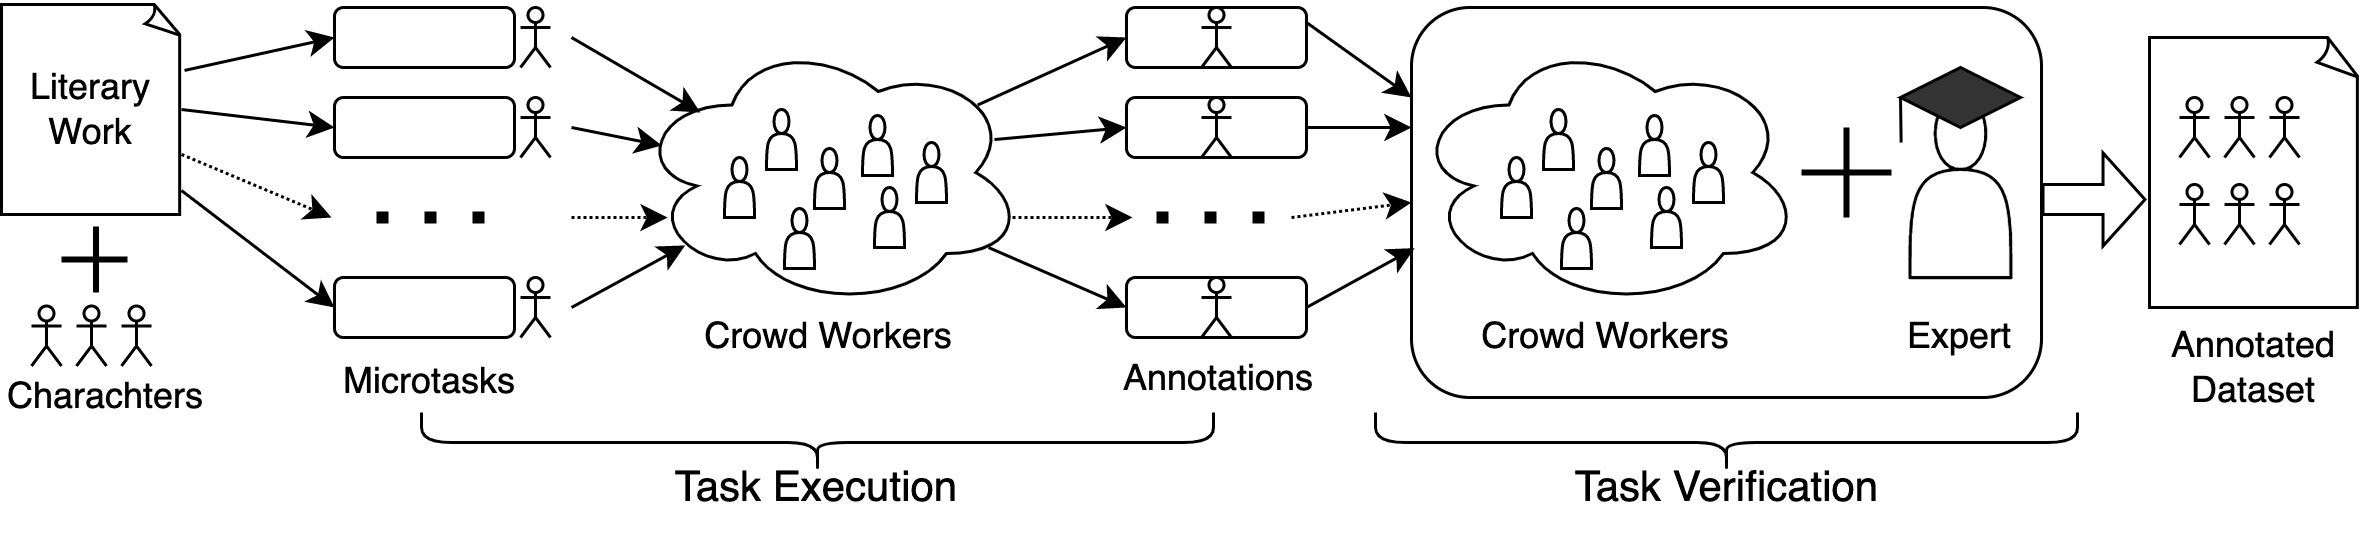 Literary
Work
Charachters
Microtasks
Crowd Workers
Annotations
Crowd Workers
Expert
Annotated
Dataset
Task Execution
Task Verification